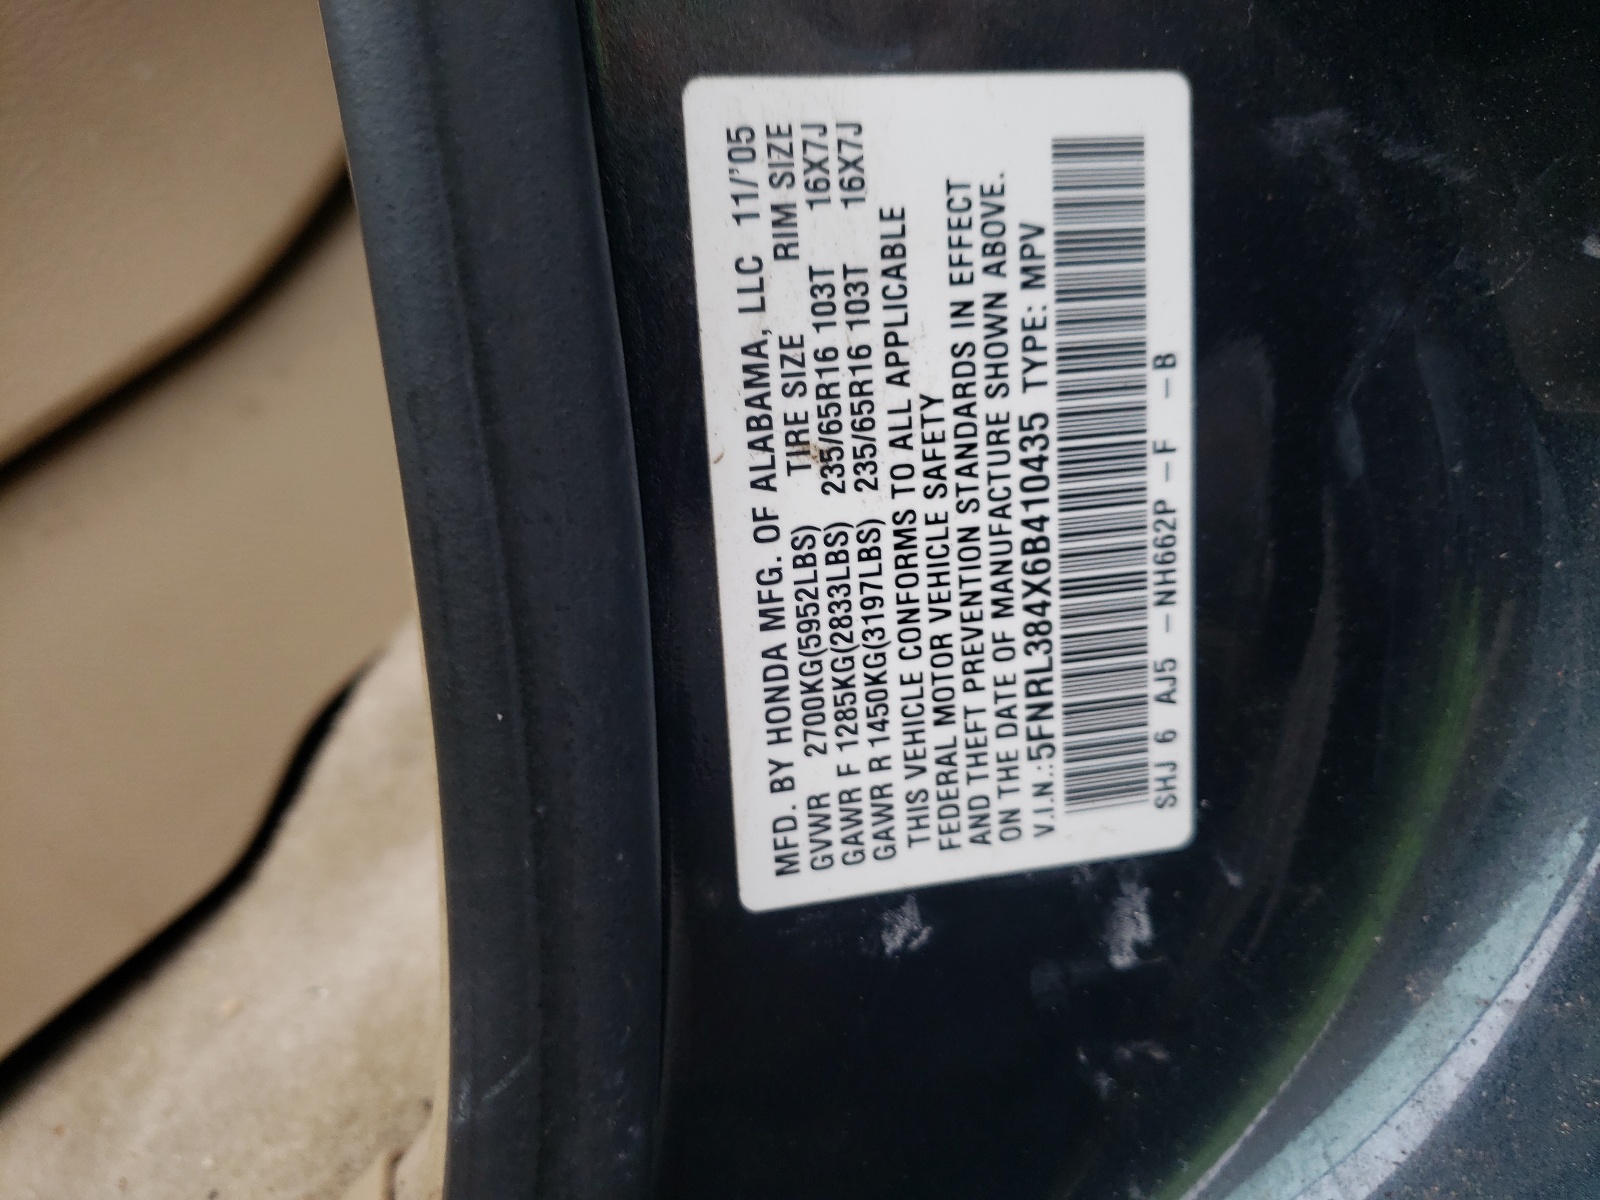 MFD. BY HONDA MFG. OF ALABAMA, LLC 11/'05
GVWR 2700KG(5952LBS) TIRE SIZE RIM SIZE
GAWR F 1285KG(2833LBS) 235/65R16 103T 16X7J
GAWR R 1450KG(3197LBS) 235/65R16 103T 16X7J
THIS VEHICLE CONFORMS TO ALL APPLICABLE
FEDERAL MOTOR VEHICLE SAFETY
AND THEFT PREVENTION STANDARDS IN EFFECT
ON THE DATE OF MANUFACTURE SHOWN ABOVE.
V.I.N.:5FNRL384X6B410435 TYPE: MPV
SHJ 6 AJ5 -NH662P -F -B